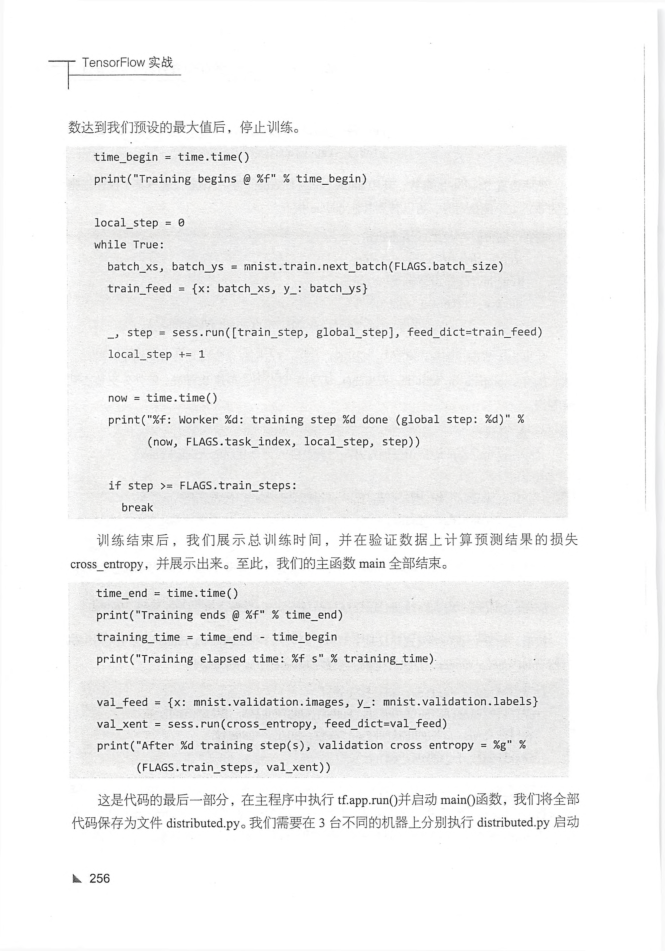 TensorFlow 实战
数达到我们预设的最大值后，停止训练。
time_begin = time.time()
print("Training begins @ %f" % time_begin)
local_step = 0
while True:
batch_xs, batch_ys = mnist.train.next_batch(FLAGS.batch_size)
train_feed = {x: batch_xs, y_: batch_ys}
_, step = sess.run([train_step, global_step], feed_dict=train_feed)
local_step += 1
now = time.time()
print("%f: Worker %d: training step %d done (global step: %d)" %
(now, FLAGS.task_index, local_step, step))
if step >= FLAGS.train_steps:
break
训练结束后，我们展示总训练时间，并在验证数据上计算预测结果的损失
cross_entropy，并展示出来。至此，我们的主函数 main 全部结束。
time_end = time.time()
print("Training ends @ %f" % time_end)
training_time = time_end - time_begin
print("Training elapsed time: %f s" % training_time)
val_feed = {x: mnist.validation.images, y_: mnist.validation.labels}
val_xent = sess.run(cross_entropy, feed_dict=val_feed)
print("After %d training step(s), validation cross entropy = %g" %
(FLAGS.train_steps, val_xent))
这是代码的最后一部分，在主程序中执行 tf.app.run()并启动 main()函数，我们将全部
代码保存为文件 distributed.py。我们需要在 3 台不同的机器上分别执行 distributed.py 启动
256